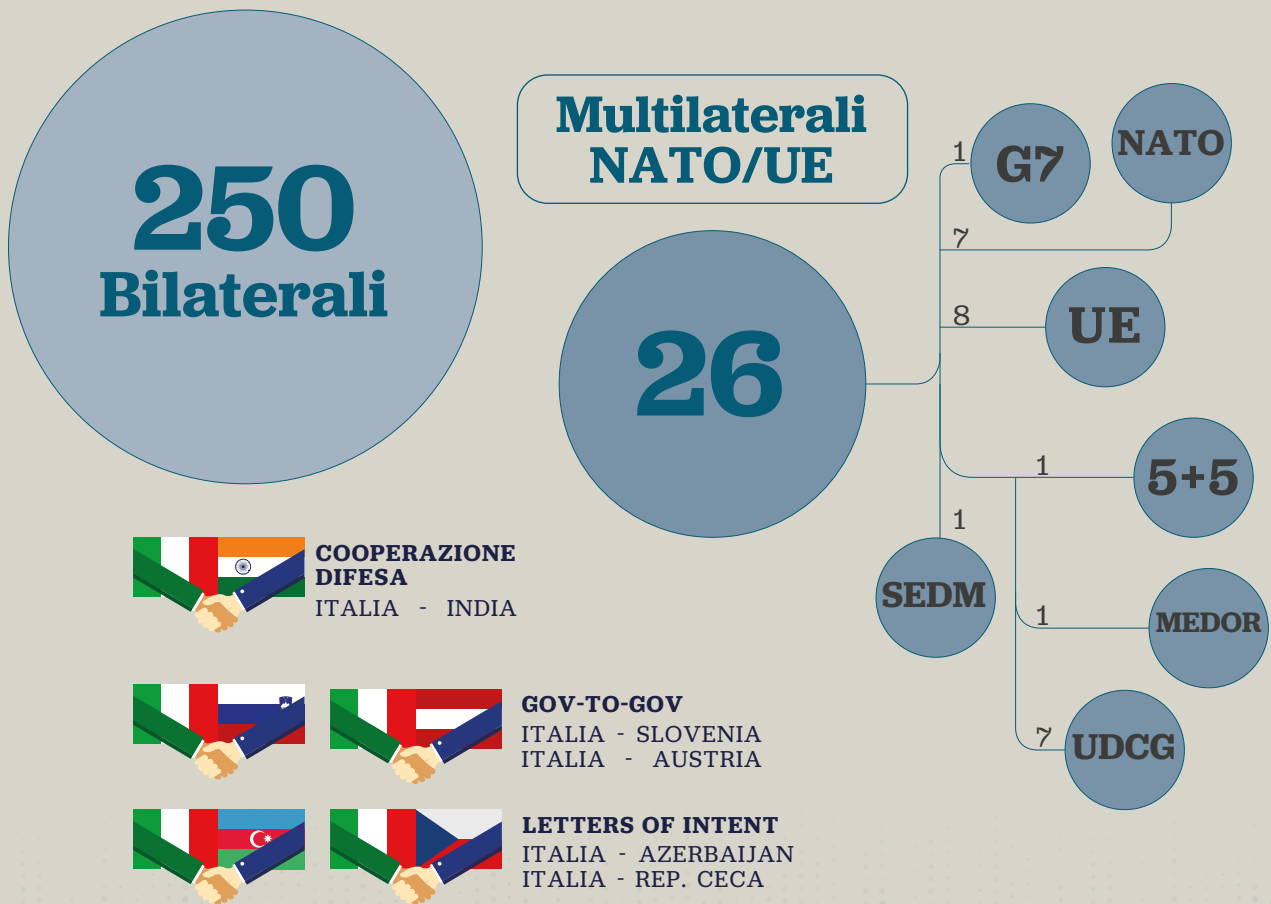 250
Bilaterali
Multilaterali
NATO/UE
26
1
G7
NATO
7
8
UE
1
5+5
1
SEDM
1
MEDOR
7
UDCG
COOPERAZIONE
DIFESA
ITALIA - INDIA
GOV-TO-GOV
ITALIA - SLOVENIA
ITALIA - AUSTRIA
LETTERS OF INTENT
ITALIA - AZERBAIJAN
ITALIA - REP. CECA